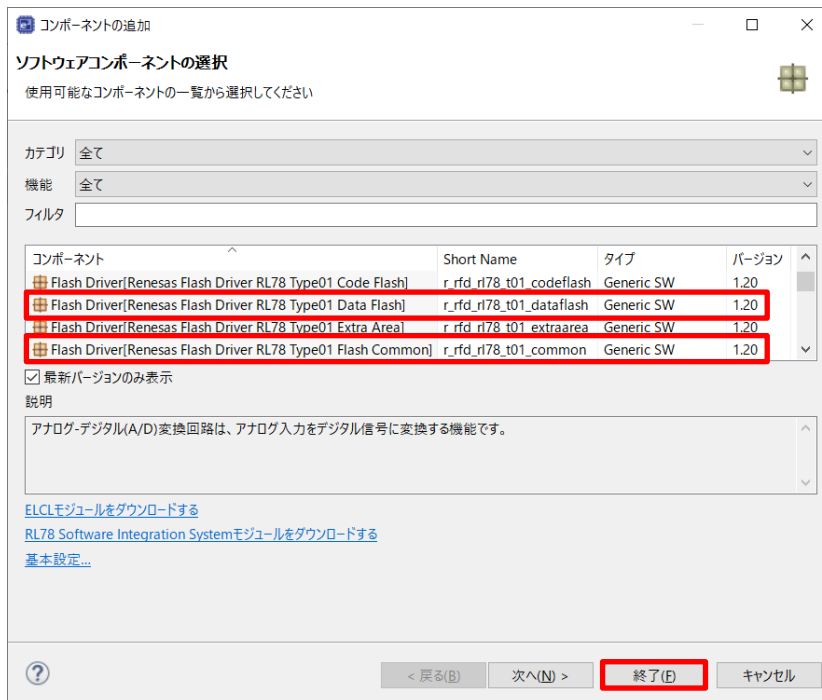 コンポーネントの追加
ソフトウェアコンポーネントの選択
使用可能なコンポーネントの一覧から選択してください
カテゴリ 全て
機能 全て
フィルタ
コンポーネント Short Name タイプ バージョン
Flash Driver[Renesas Flash Driver RL78 Type01 Code Flash] r_rfd_rl78_t01_codeflash Generic SW 1.20
Flash Driver[Renesas Flash Driver RL78 Type01 Data Flash] r_rfd_rl78_t01_dataflash Generic SW 1.20
Flash Driver[Renesas Flash Driver RL78 Type01 Extra Area] r_rfd_rl78_t01_extraarea Generic SW 1.20
Flash Driver[Renesas Flash Driver RL78 Type01 Flash Common] r_rfd_rl78_t01_common Generic SW 1.20
最新バージョンのみ表示
説明
アナログ-デジタル(A/D)変換回路は、アナログ入力をデジタル信号に変換する機能です。
ELCLモジュールをダウンロードする
RL78 Software Integration Systemモジュールをダウンロードする
基本設定...
< 戻る(B) 次へ(N) > 終了(F) キャンセル